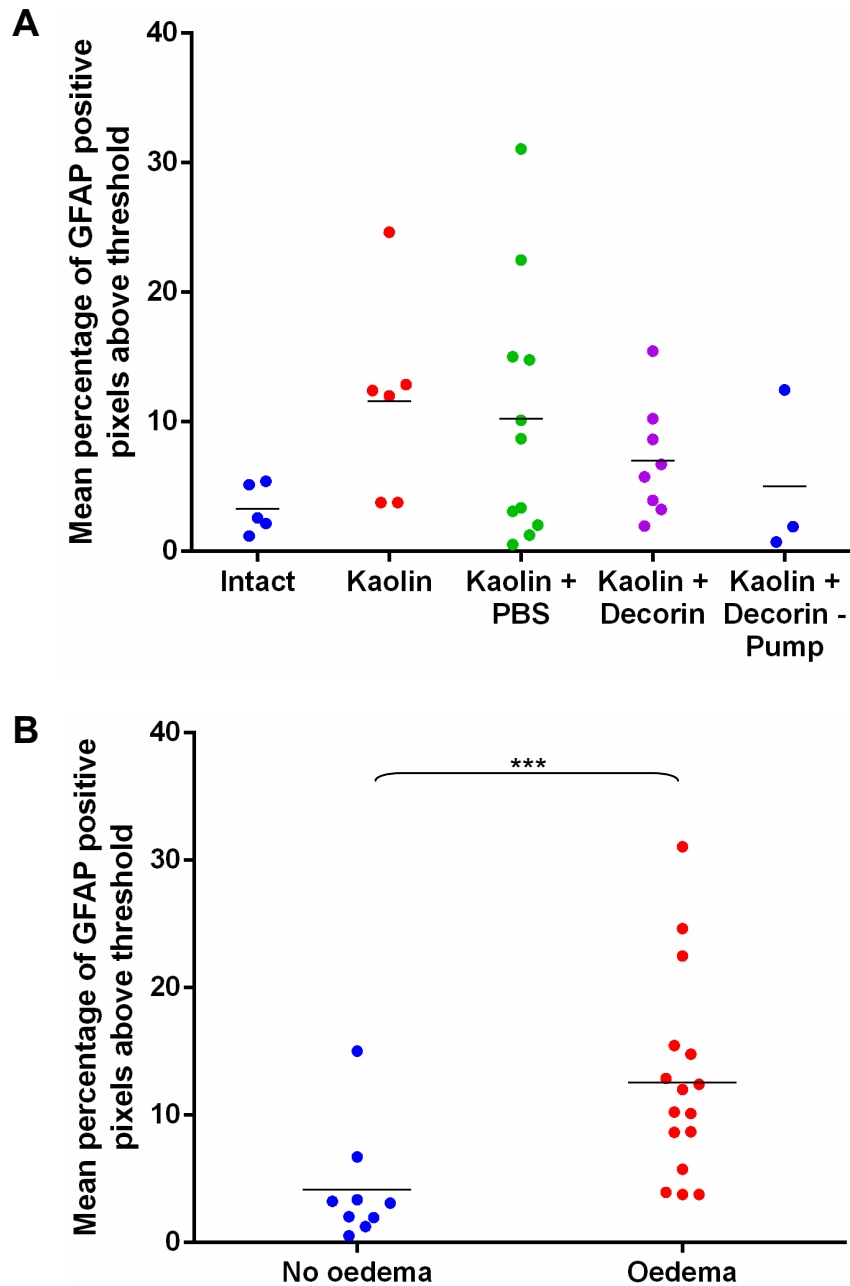 A
Mean percentage of GFAP positive
pixels above threshold
40
30
20
10
0
Intact
Kaolin
Kaolin +
PBS
Kaolin +
Decorin
Kaolin +
Decorin -
Pump
B
Mean percentage of GFAP positive
pixels above threshold
40
30
20
10
0
***
No oedema
Oedema